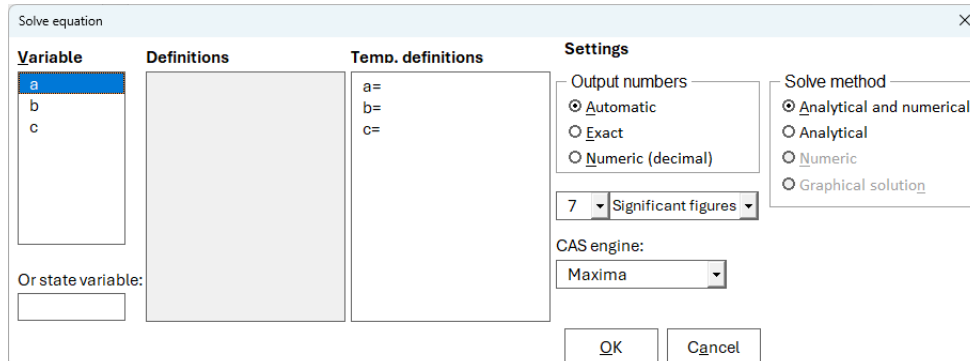 Solve equation
Variable
a
b
c
Or state variable:
Definitions
Temp. definitions
a=
b=
c=
Settings
Output numbers
Automatic
Exact
Numeric (decimal)
7 Significant figures
CAS engine:
Maxima
Solve method
Analytical and numerical
Analytical
Numeric
Graphical solution
OK Cancel